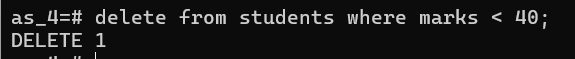 as_4=# delete from students where marks < 40;
DELETE 1